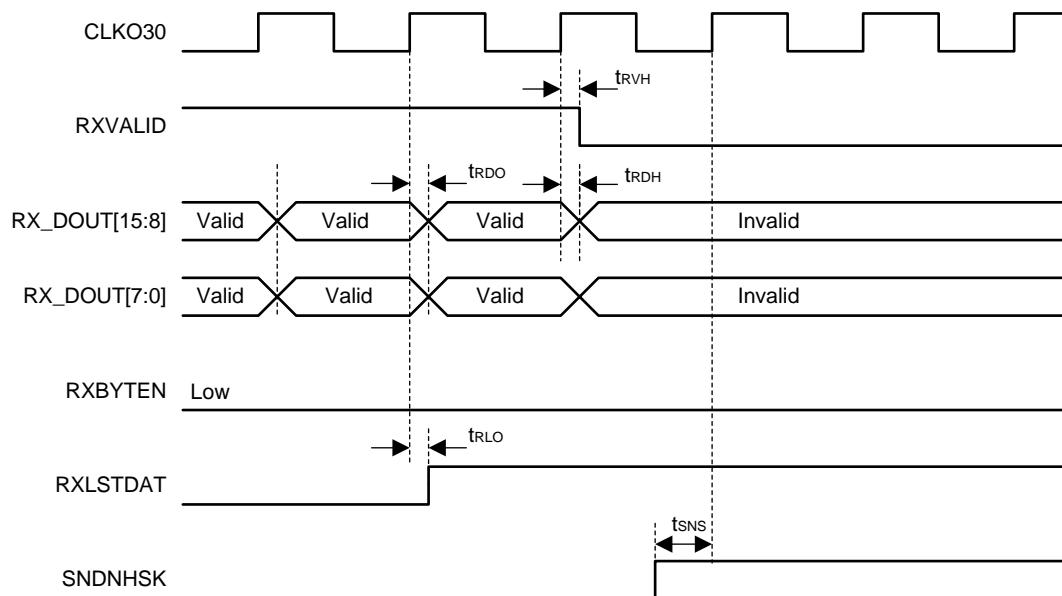 CLKO30
tRVH
RXVALID
tRDO
tRDH
RX_DOUT[15:8]
Valid
Valid
Valid
Invalid
RX_DOUT[7:0]
Valid
Valid
Valid
Invalid
RXBYTEN
Low
tRLO
RXLSTDAT
tSNS
SNDNHSK